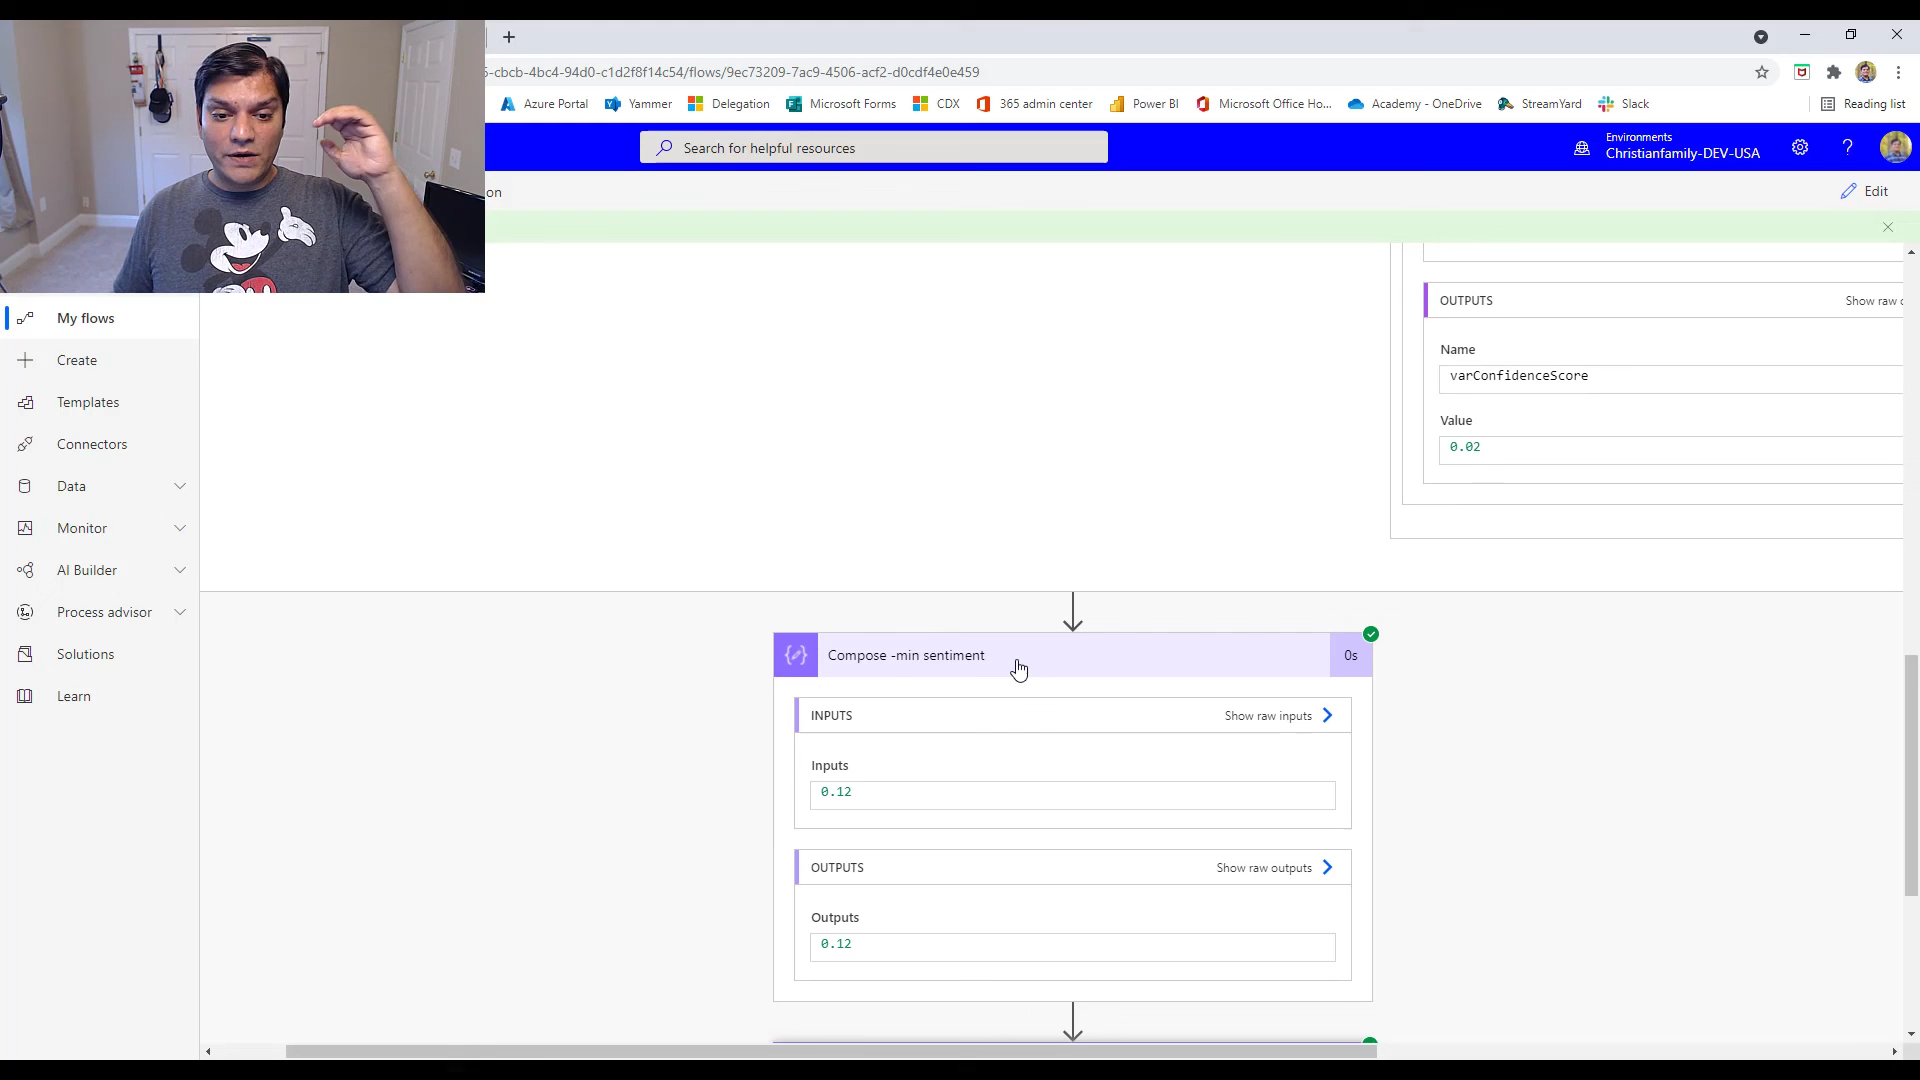 5-cbcb-4bc4-94d0-c1d2f8f14c54/flows/9ec73209-7ac9-4506-acf2-d0cdf4e0e459
Azure Portal
Yammer
Delegation
Microsoft Forms
CDX
365 admin center
Power BI
Microsoft Office Ho...
Academy - OneDrive
StreamYard
Slack
Reading list
Search for helpful resources
Environments
Christianfamily-DEV-USA
on
Edit
My flows
Create
Templates
Connectors
Data
Monitor
AI Builder
Process advisor
Solutions
Learn
OUTPUTS
Show raw o
Name
varConfidenceScore
Value
0.02
Compose -min sentiment
0s
INPUTS
Show raw inputs
Inputs
0.12
OUTPUTS
Show raw outputs
Outputs
0.12